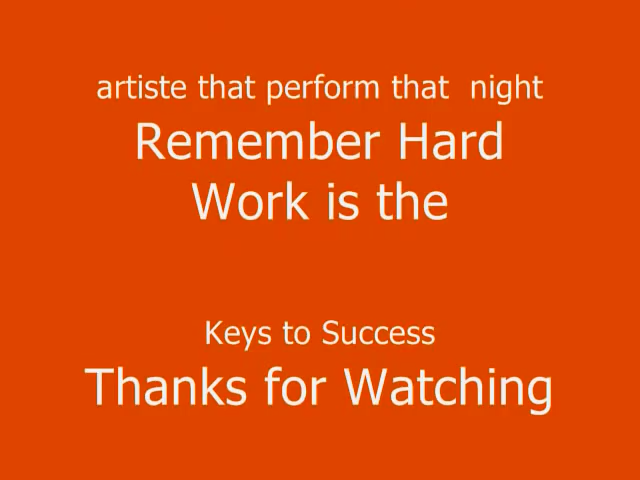 artiste that perform that  night
Remember Hard
Work is the
Keys to Success
Thanks for Watching